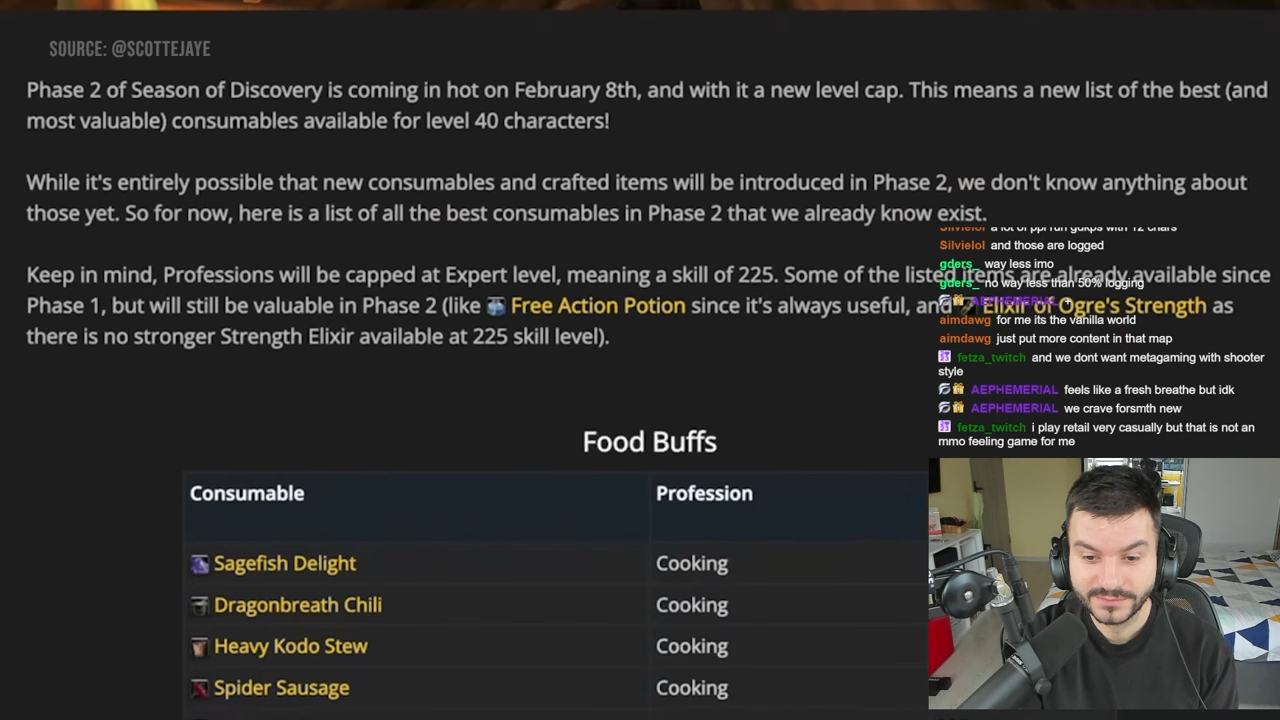 SOURCE: @SCOTTEJAYE
Phase 2 of Season of Discovery is coming in hot on February 8th, and with it a new level cap. This means a new list of the best (and
most valuable) consumables available for level 40 characters!
While it's entirely possible that new consumables and crafted items will be introduced in Phase 2, we don't know anything about
those yet. So for now, here is a list of all the best consumables in Phase 2 that we already know exist.
Keep in mind, Professions will be capped at Expert level, meaning a skill of 225. Some of the listed items are already available since
Phase 1, but will still be valuable in Phase 2 (like Free Action Potion since it's always useful, and Elixir of Ogre's Strength as
there is no stronger Strength Elixir available at 225 skill level).
Silvielol a lot of ppl run gdkps with 12 chars
Silvielol and those are logged
gders_ way less imo
gders_ no way less than 50% logging
AEPHEMERIAL +
aimdawg for me its the vanilla world
aimdawg just put more content in that map
fetza_twitch and we dont want metagaming with shooter
style
AEPHEMERIAL feels like a fresh breathe but idk
AEPHEMERIAL we crave forsmth new
fetza_twitch i play retail very casually but that is not an
mmo feeling game for me
Food Buffs
Consumable Profession
Sagefish Delight Cooking
Dragonbreath Chili Cooking
Heavy Kodo Stew Cooking
Spider Sausage Cooking